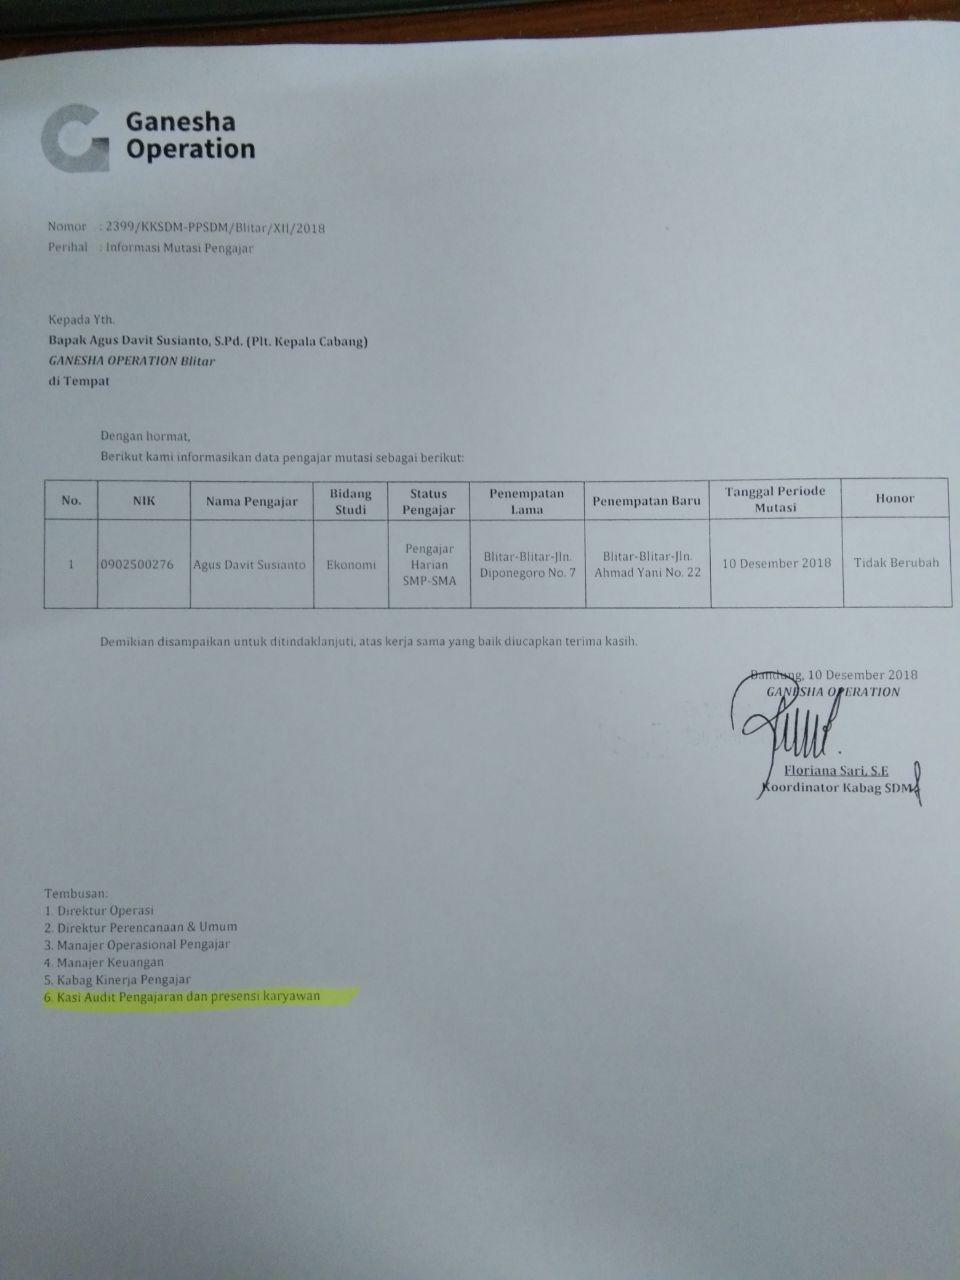 Ganesha
Operation
Nomor : 2399/KKSDM-PPSDM/Blitar/XII/2018
Perihal : Informasi Mutasi Pengajar
Kepada Yth.
Bapak Agus Davit Susianto, S.Pd. (Plt. Kepala Cabang)
GANESHA OPERATION Blitar
di Tempat
Dengan hormat,
Berikut kami informasikan data pengajar mutasi sebagai berikut:
No. NIK Nama Pengajar Bidang Studi Status Pengajar Penempatan Lama Penempatan Baru Tanggal Periode Mutasi Honor
1 0902500276 Agus Davit Susianto Ekonomi Pengajar Harian SMP-SMA Blitar-Blitar-Jln. Diponegoro No. 7 Blitar-Blitar-Jln. Ahmad Yani No. 22 10 Desember 2018 Tidak Berubah
Demikian disampaikan untuk ditindaklanjuti, atas kerja sama yang baik diucapkan terima kasih.
Bandung, 10 Desember 2018
GANESHA OPERATION
Floriana Sari, S.E
Koordinator Kabag SDM
Tembusan:
1. Direktur Operasi
2. Direktur Perencanaan & Umum
3. Manajer Operasional Pengajar
4. Manajer Keuangan
5. Kabag Kinerja Pengajar
6. Kasi Audit Pengajaran dan presensi karyawan